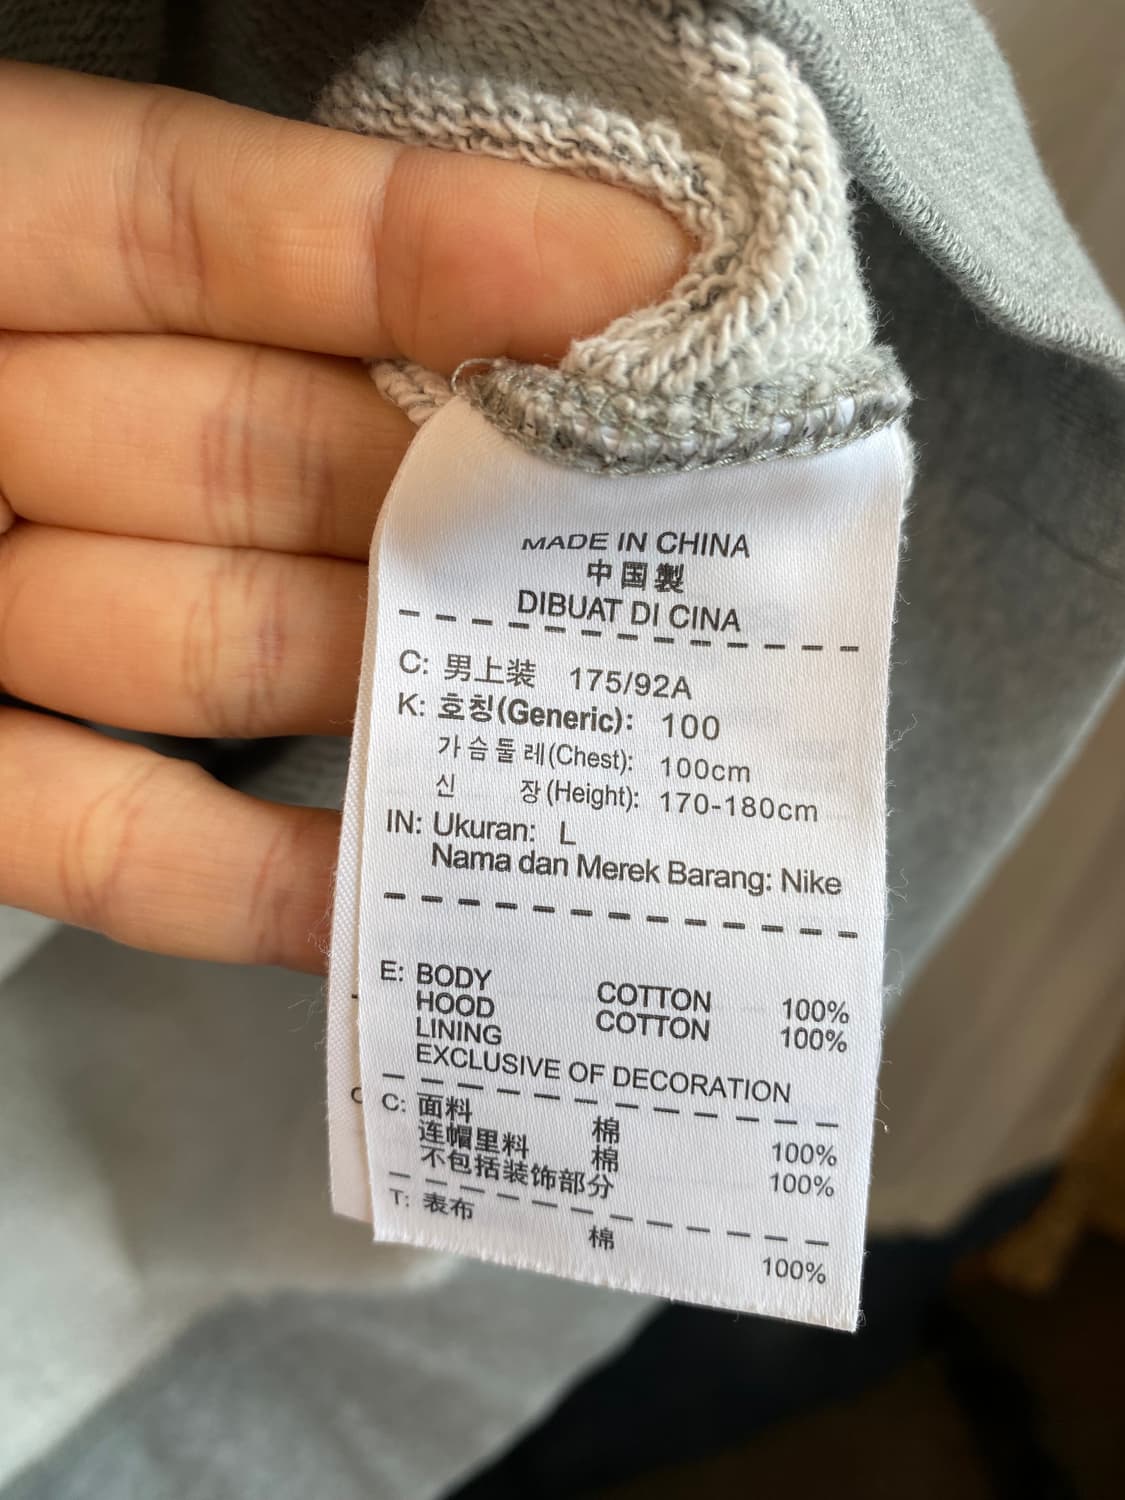 MADE IN CHINA
中国製
DIBUAT DI CINA
C: 男上装 175/92A
K: 호칭(Generic): 100
가슴둘레(Chest): 100cm
신 장(Height): 170-180cm
IN: Ukuran: L
Nama dan Merek Barang: Nike
E: BODY COTTON 100%
HOOD COTTON 100%
LINING
EXCLUSIVE OF DECORATION
C: 面料 棉 100%
连帽里料 棉 100%
不包括装饰部分
T: 表布 棉 100%